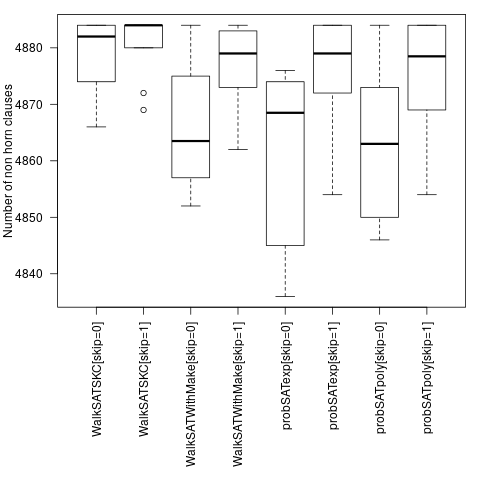 Number of non horn clauses
4880
4870
4860
4850
4840
WalkSATSKC[skip=0]
WalkSATSKC[skip=1]
WalkSATWithMake[skip=0]
WalkSATWithMake[skip=1]
probSATexp[skip=0]
probSATexp[skip=1]
probSATpoly[skip=0]
probSATpoly[skip=1]